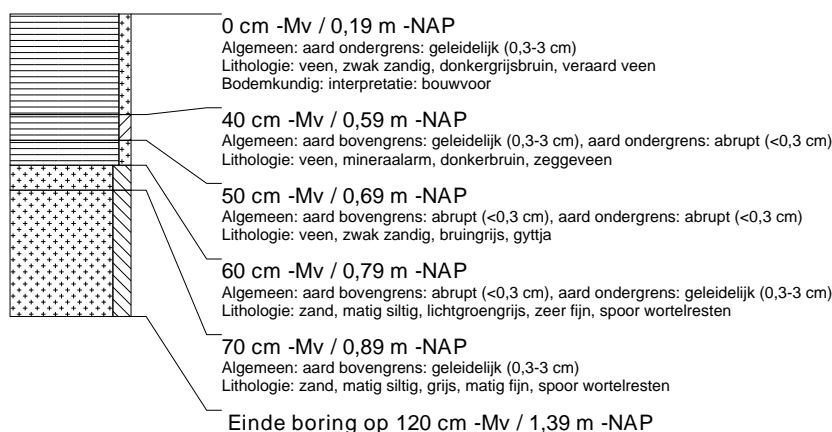 0 cm -Mv / 0,19 m -NAP
Algemeen: aard ondergrens: geleidelijk (0,3-3 cm)
Lithologie: veen, zwak zandig, donkergrijsbruin, veraard veen
Bodemkundig: interpretatie: bouwvoor
40 cm -Mv / 0,59 m -NAP
Algemeen: aard bovengrens: geleidelijk (0,3-3 cm), aard ondergrens: abrupt (<0,3 cm)
Lithologie: veen, mineraalarm, donkerbruin, zeggeveen
50 cm -Mv / 0,69 m -NAP
Algemeen: aard bovengrens: abrupt (<0,3 cm), aard ondergrens: abrupt (<0,3 cm)
Lithologie: veen, zwak zandig, bruingrijs, gyttja
60 cm -Mv / 0,79 m -NAP
Algemeen: aard bovengrens: abrupt (<0,3 cm), aard ondergrens: geleidelijk (0,3-3 cm)
Lithologie: zand, matig siltig, lichtgroengrijs, zeer fijn, spoor wortelresten
70 cm -Mv / 0,89 m -NAP
Algemeen: aard bovengrens: geleidelijk (0,3-3 cm)
Lithologie: zand, matig siltig, grijs, matig fijn, spoor wortelresten
Einde boring op 120 cm -Mv / 1,39 m -NAP